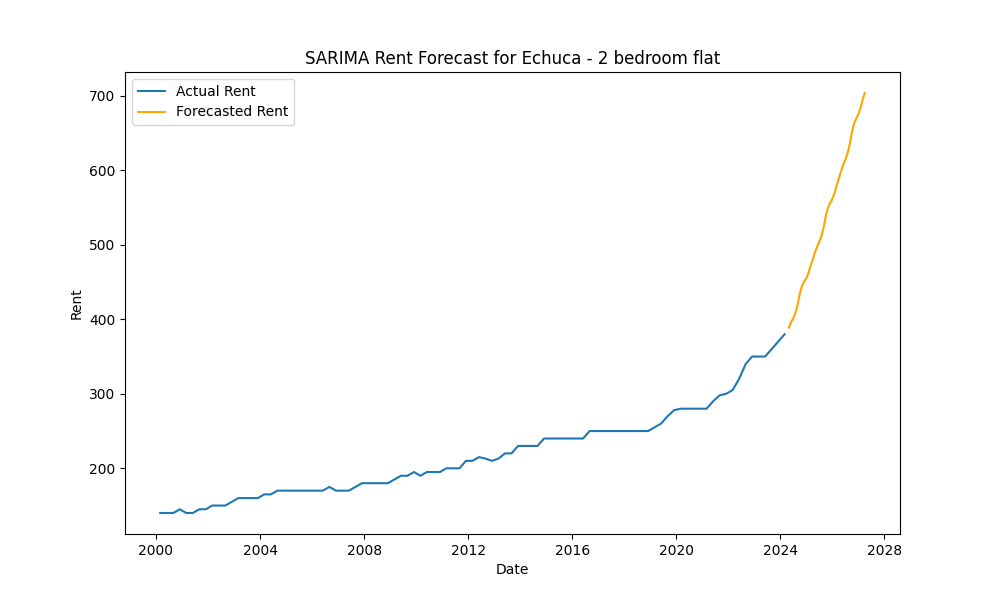 SARIMA Rent Forecast for Echuca - 2 bedroom flat
Actual Rent
Forecasted Rent
700
600
500
400
300
200
Rent
2000 2004 2008 2012 2016 2020 2024 2028
Date